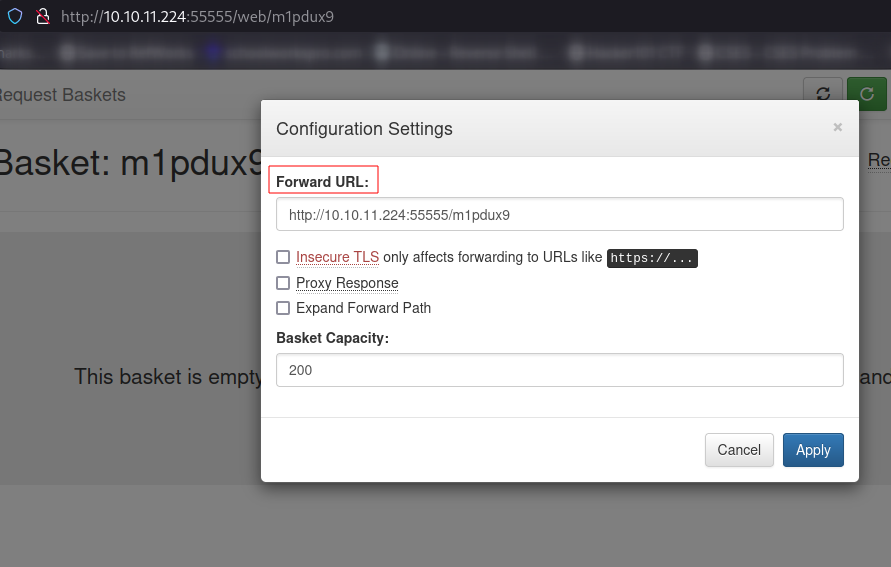 http://10.10.11.224:55555/web/m1pdux9
Request Baskets
Basket: m1pdux9
Re
Configuration Settings
×
Forward URL:
http://10.10.11.224:55555/m1pdux9
Insecure TLS only affects forwarding to URLs like https://...
Proxy Response
Expand Forward Path
Basket Capacity:
200
This basket is empty
and
Cancel
Apply